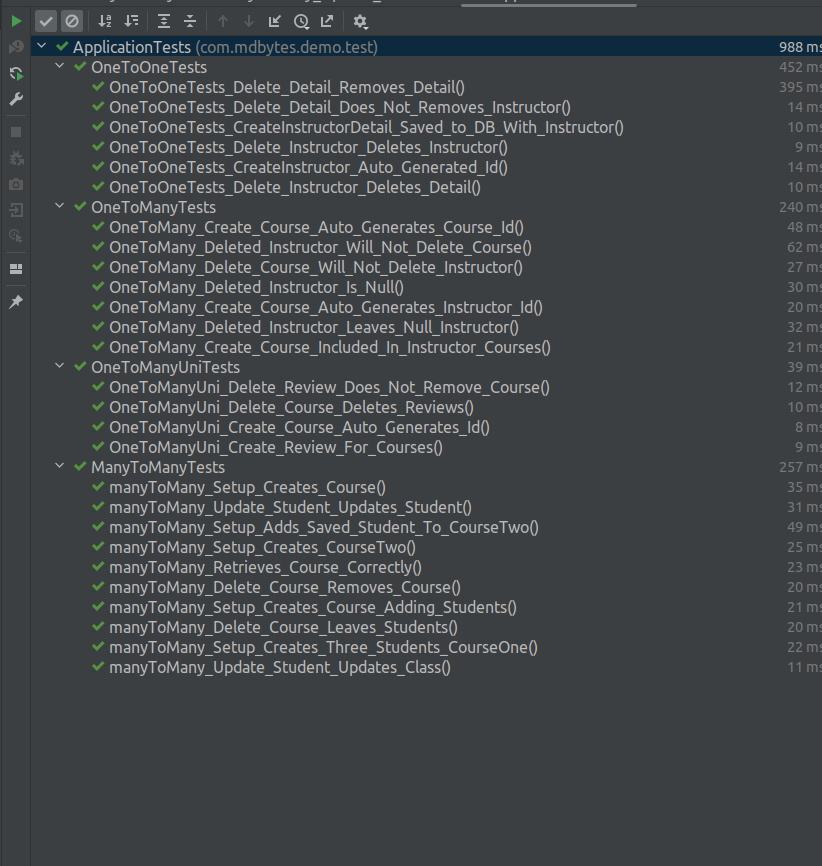 ApplicationTests (com.mdbytes.demo.test) 988 ms
OneToOneTests 452 ms
OneToOneTests_Delete_Detail_Removes_Detail() 395 ms
OneToOneTests_Delete_Detail_Does_Not_Removes_Instructor() 14 ms
OneToOneTests_CreateInstructorDetail_Saved_to_DB_With_Instructor() 10 ms
OneToOneTests_Delete_Instructor_Deletes_Instructor() 9 ms
OneToOneTests_CreateInstructor_Auto_Generated_Id() 14 ms
OneToOneTests_Delete_Instructor_Deletes_Detail() 10 ms
OneToManyTests 240 ms
OneToMany_Create_Course_Auto_Generates_Course_Id() 48 ms
OneToMany_Deleted_Instructor_Will_Not_Delete_Course() 62 ms
OneToMany_Delete_Course_Will_Not_Delete_Instructor() 27 ms
OneToMany_Deleted_Instructor_Is_Null() 30 ms
OneToMany_Create_Course_Auto_Generates_Instructor_Id() 20 ms
OneToMany_Deleted_Instructor_Leaves_Null_Instructor() 32 ms
OneToMany_Create_Course_Included_In_Instructor_Courses() 21 ms
OneToManyUniTests 39 ms
OneToManyUni_Delete_Review_Does_Not_Remove_Course() 12 ms
OneToManyUni_Delete_Course_Deletes_Reviews() 10 ms
OneToManyUni_Create_Course_Auto_Generates_Id() 8 ms
OneToManyUni_Create_Review_For_Courses() 9 ms
ManyToManyTests 257 ms
manyToMany_Setup_Creates_Course() 35 ms
manyToMany_Update_Student_Updates_Student() 31 ms
manyToMany_Setup_Adds_Saved_Student_To_CourseTwo() 49 ms
manyToMany_Setup_Creates_CourseTwo() 25 ms
manyToMany_Retrieves_Course_Correctly() 23 ms
manyToMany_Delete_Course_Removes_Course() 20 ms
manyToMany_Setup_Creates_Course_Adding_Students() 21 ms
manyToMany_Delete_Course_Leaves_Students() 20 ms
manyToMany_Setup_Creates_Three_Students_CourseOne() 22 ms
manyToMany_Update_Student_Updates_Class() 11 ms